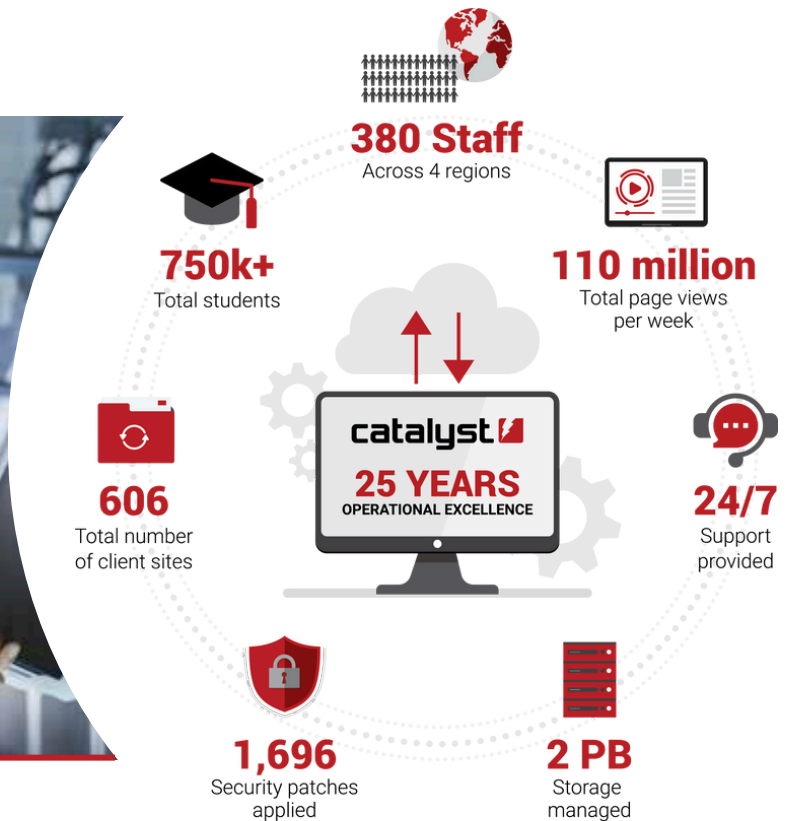 380 Staff
Across 4 regions
750k+
Total students
110 million
Total page views
per week
catalyst
25 YEARS
OPERATIONAL EXCELLENCE
606
Total number
of client sites
24/7
Support
provided
1,696
Security patches
applied
2 PB
Storage
managed